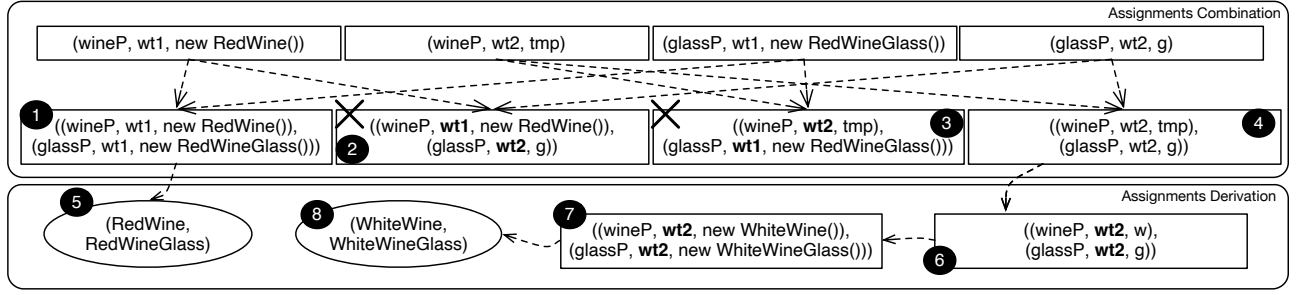 Assignments Combination
(wineP, wt1, new RedWine())
(wineP, wt2, tmp)
(glassP, wt1, new RedWineGlass())
(glassP, wt2, g)
1
((wineP, wt1, new RedWine()),
(glassP, wt1, new RedWineGlass()))
2
((wineP, wt1, new RedWine()),
(glassP, wt2, g))
3
((wineP, wt2, tmp),
(glassP, wt1, new RedWineGlass()))
4
((wineP, wt2, tmp),
(glassP, wt2, g))
Assignments Derivation
5
(RedWine,
RedWineGlass)
8
(WhiteWine,
WhiteWineGlass)
7
((wineP, wt2, new WhiteWine()),
(glassP, wt2, new WhiteWineGlass()))
6
((wineP, wt2, w),
(glassP, wt2, g))